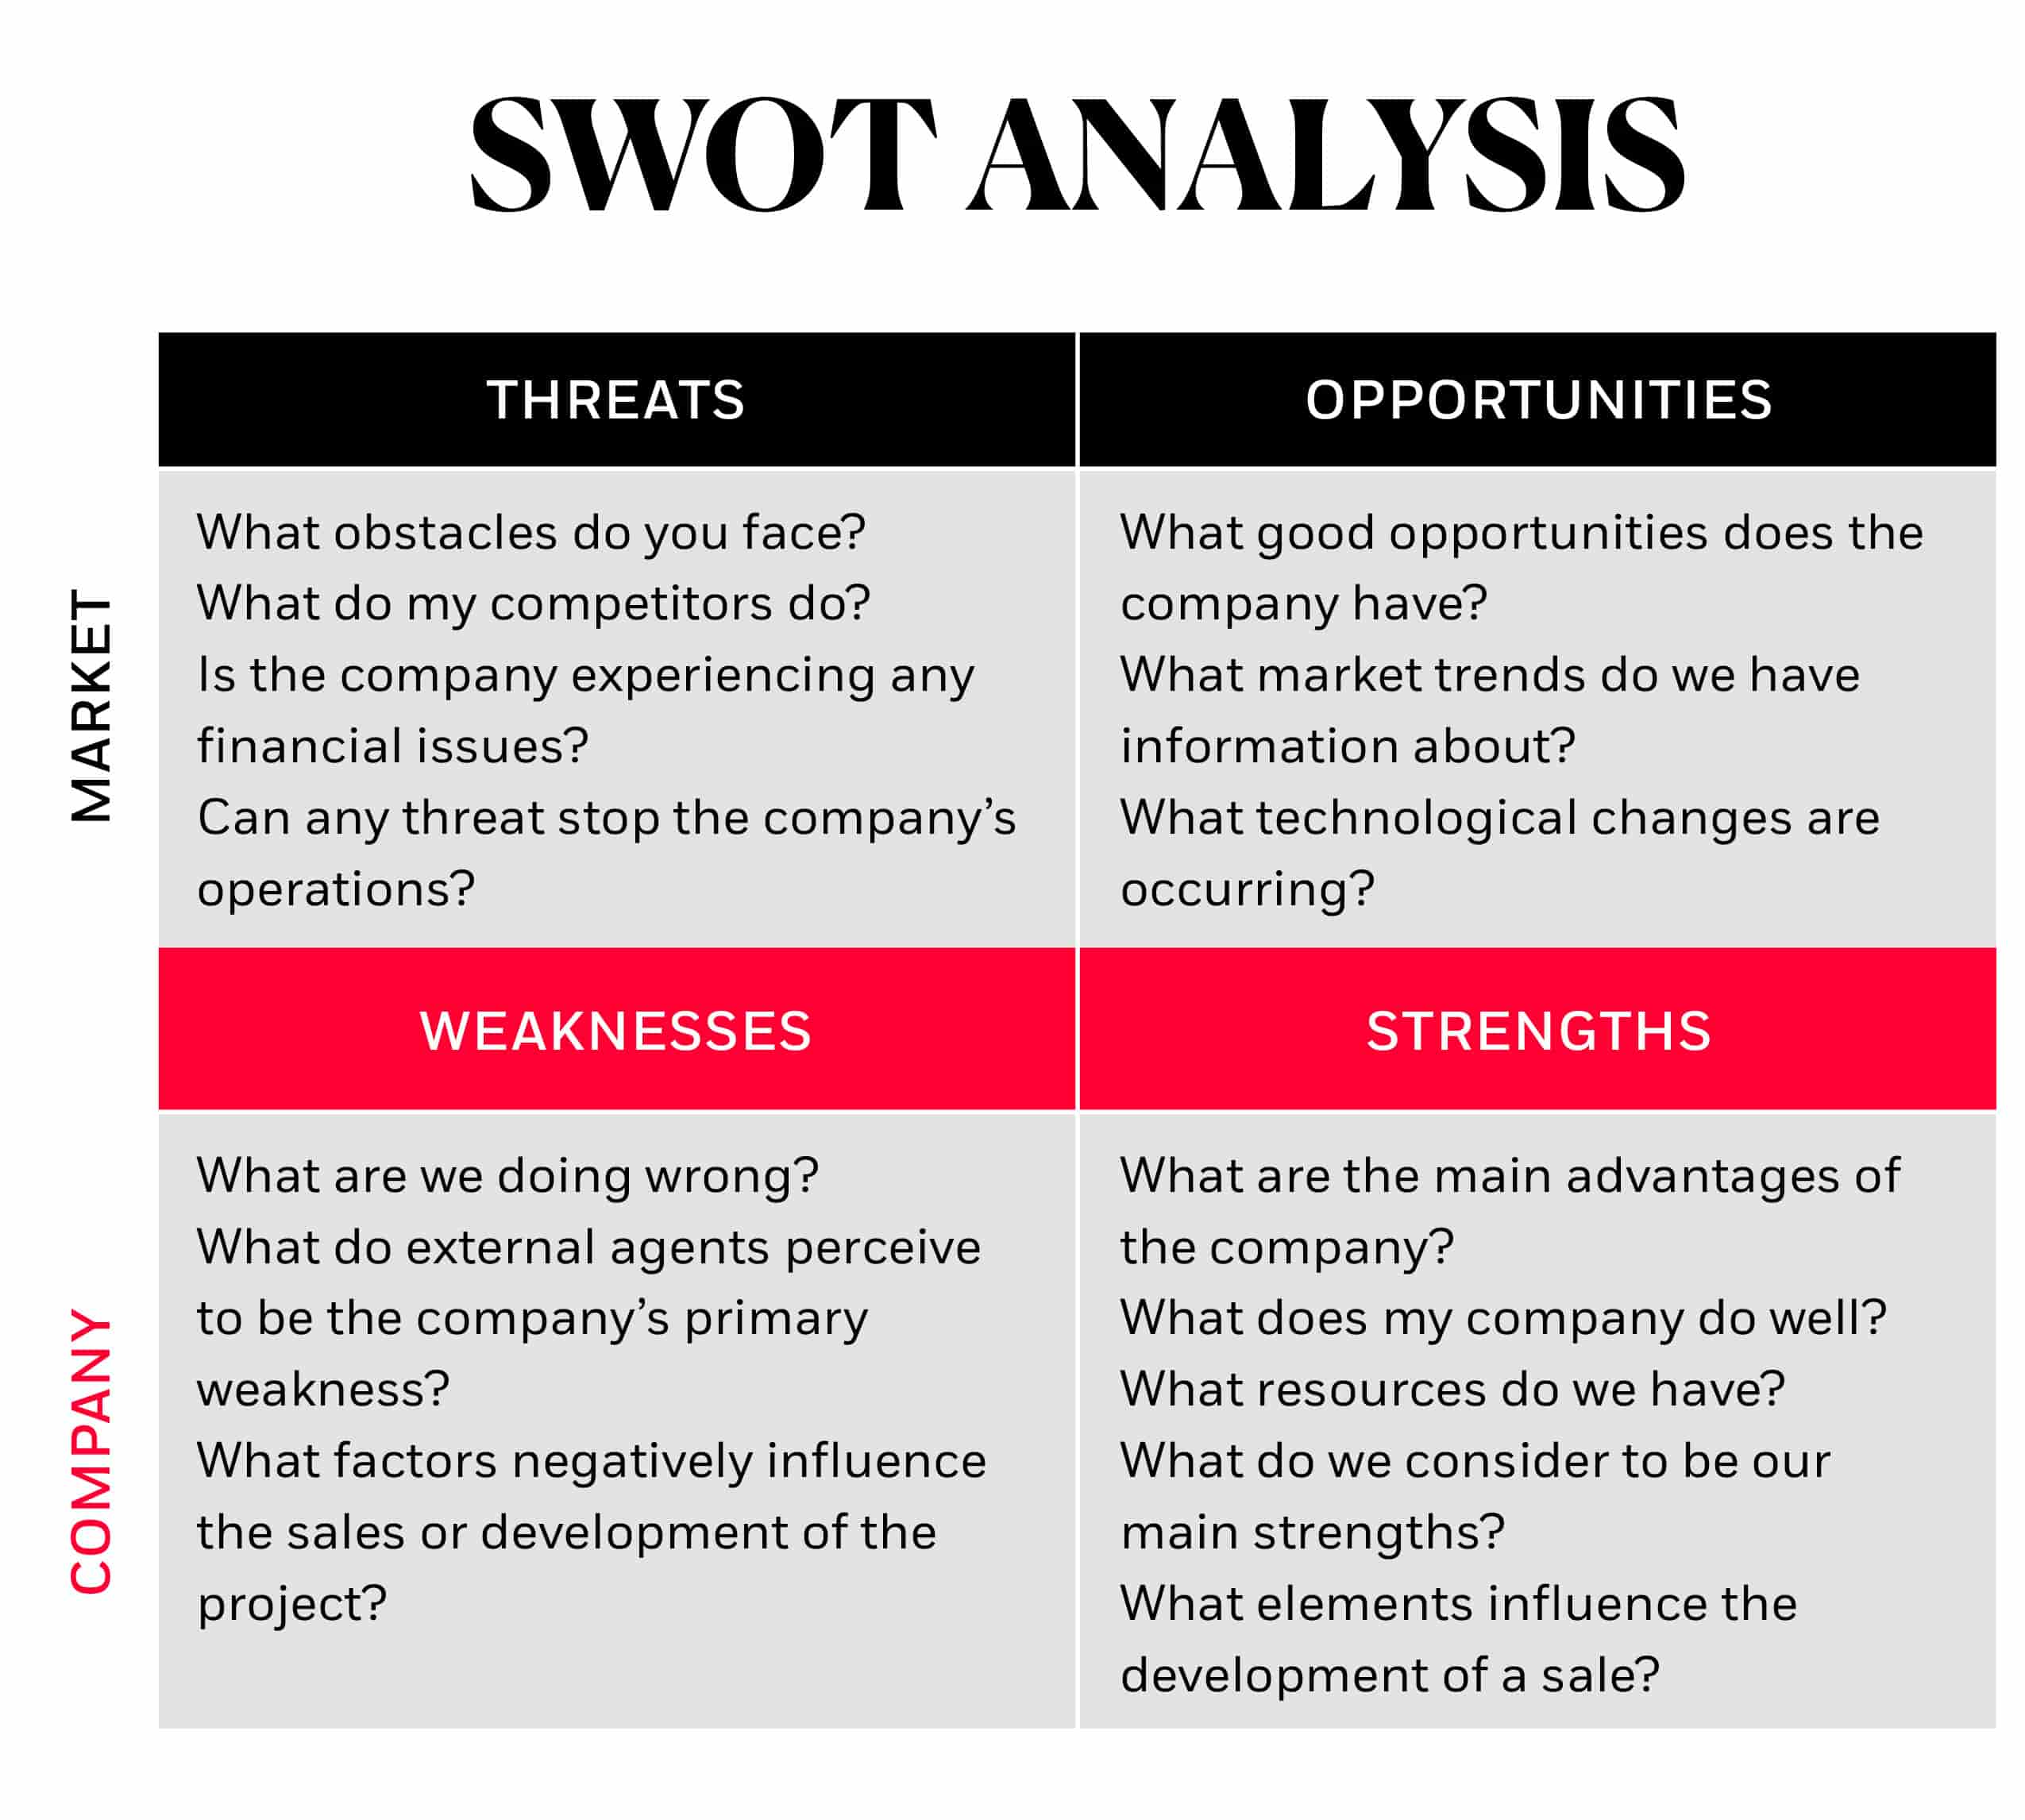 SWOT ANALYSIS
MARKET
THREATS
What obstacles do you face?
What do my competitors do?
Is the company experiencing any
financial issues?
Can any threat stop the company’s
operations?
OPPORTUNITIES
What good opportunities does the
company have?
What market trends do we have
information about?
What technological changes are
occurring?
COMPANY
WEAKNESSES
What are we doing wrong?
What do external agents perceive
to be the company’s primary
weakness?
What factors negatively influence
the sales or development of the
project?
STRENGTHS
What are the main advantages of
the company?
What does my company do well?
What resources do we have?
What do we consider to be our
main strengths?
What elements influence the
development of a sale?